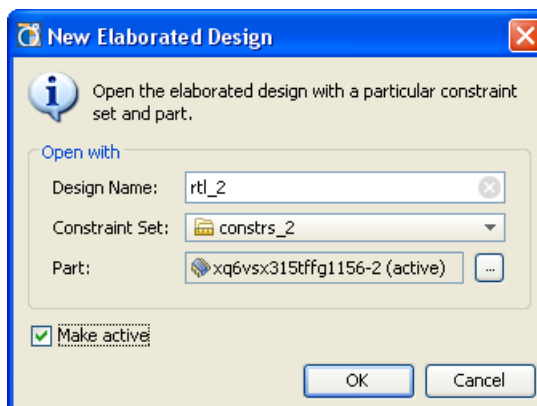 New Elaborated Design
Open the elaborated design with a particular constraint
set and part.
Open with
Design Name: rtl_2
Constraint Set: constrs_2
Part: xq6vsx315tffg1156-2 (active) ...
Make active
OK Cancel